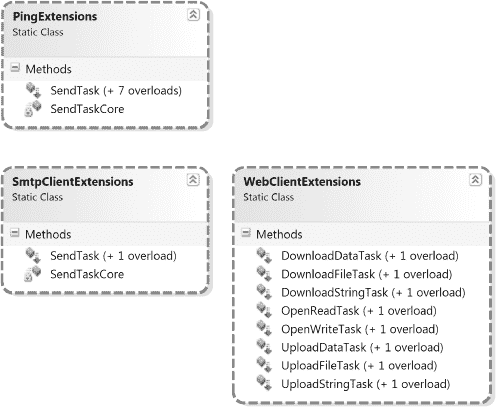 PingExtensions
Static Class
Methods
SendTask (+ 7 overloads)
SendTaskCore
SmtpClientExtensions
Static Class
Methods
SendTask (+ 1 overload)
SendTaskCore
WebClientExtensions
Static Class
Methods
DownloadDataTask (+ 1 overload)
DownloadFileTask (+ 1 overload)
DownloadStringTask (+ 1 overload)
OpenReadTask (+ 1 overload)
OpenWriteTask (+ 1 overload)
UploadDataTask (+ 1 overload)
UploadFileTask (+ 1 overload)
UploadStringTask (+ 1 overload)